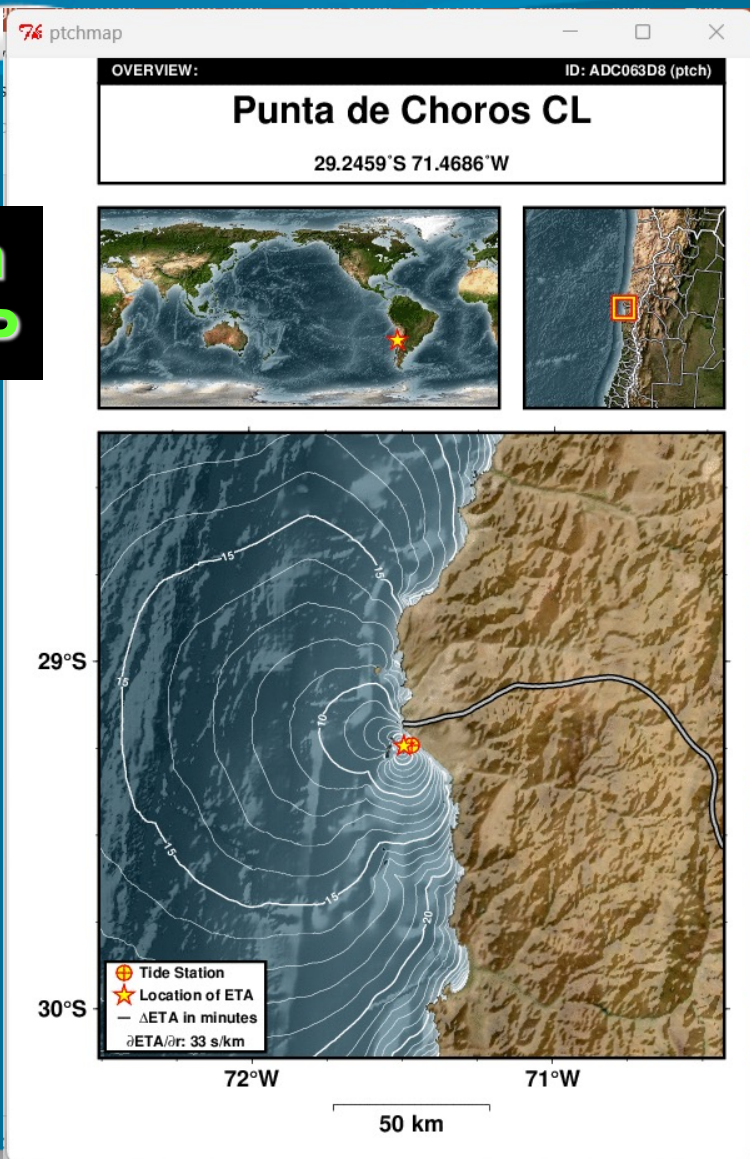 ptchmap
OVERVIEW: ID: ADC063D8 (ptch)
Punta de Choros CL
29.2459°S 71.4686°W
15
15
15
10
29°S
15
15
20
30°S
Tide Station
Location of ETA
— ΔETA in minutes
∂ETA/∂r: 33 s/km
72°W 71°W
50 km